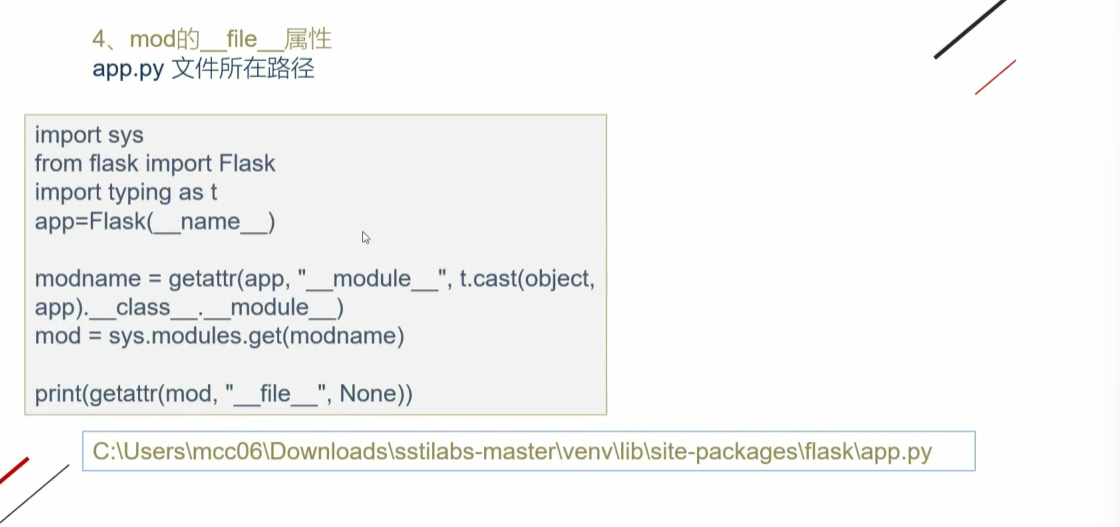 4、mod的__file__属性
app.py 文件所在路径
import sys
from flask import Flask
import typing as t
app=Flask(__name__)
modname = getattr(app, "__module__", t.cast(object,
app).__class__.__module__)
mod = sys.modules.get(modname)
print(getattr(mod, "__file__", None))
C:\Users\mcc06\Downloads\sstilabs-master\venv\lib\site-packages\flask\app.py